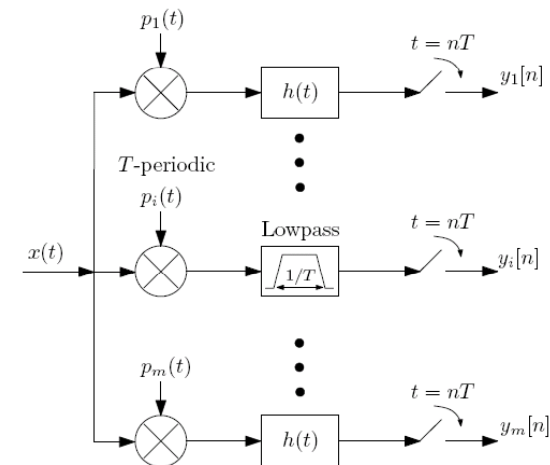 p₁(t)
t = nT
h(t)
y₁[n]
T-periodic
pᵢ(t)
Lowpass
t = nT
x(t)
1/T
yᵢ[n]
pₘ(t)
t = nT
h(t)
yₘ[n]